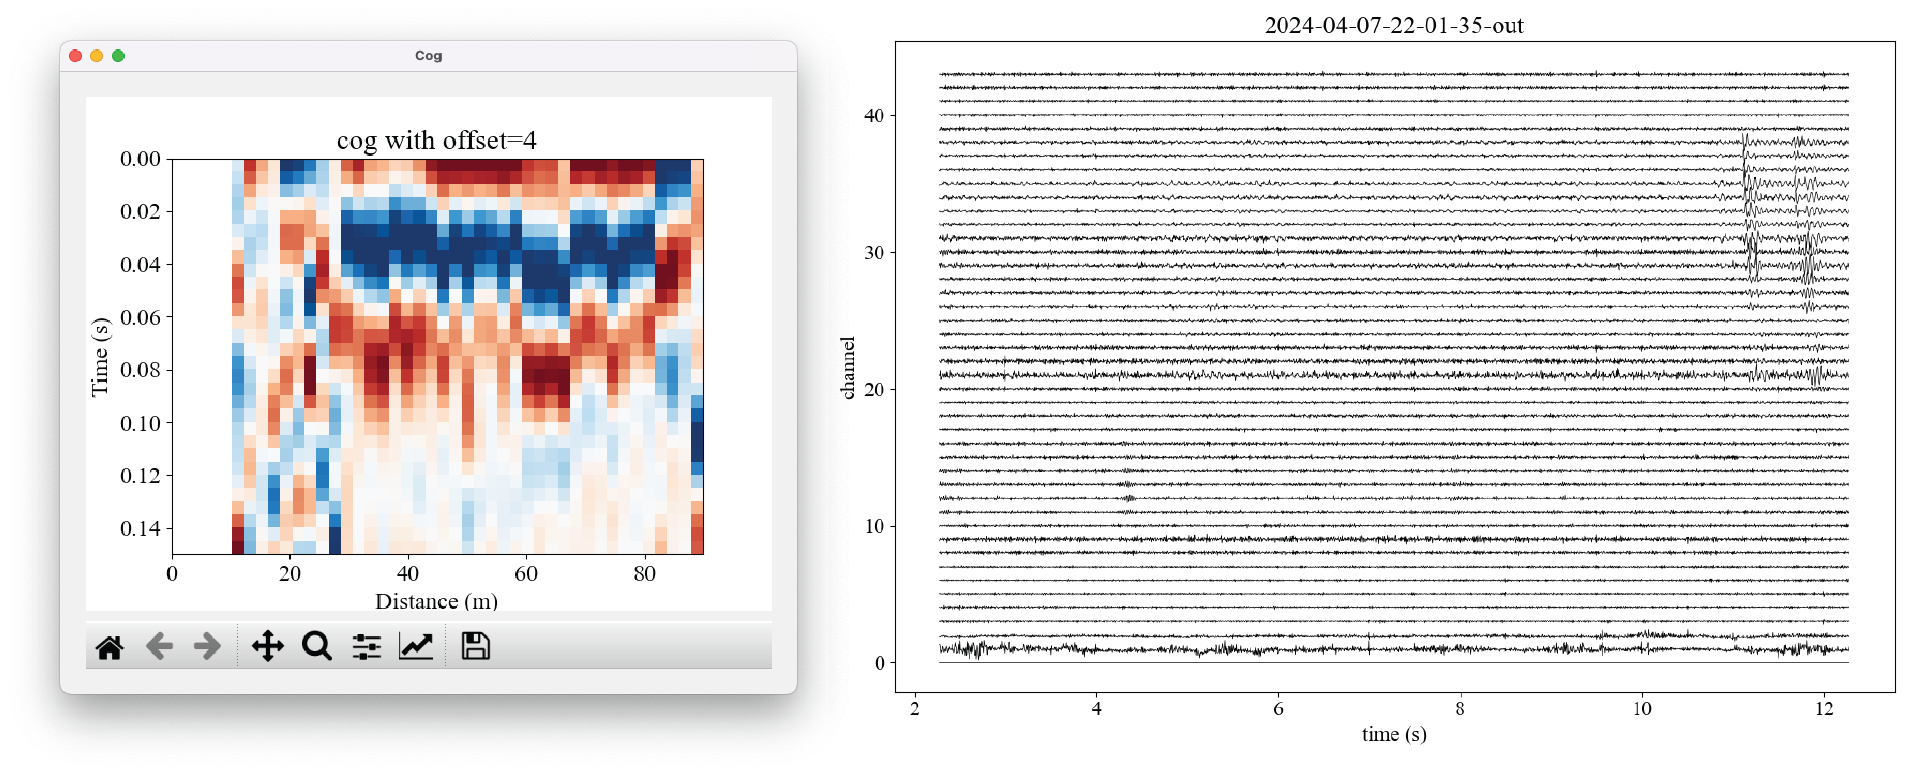 Cog
cog with offset=4
0.00
0.02
0.04
0.06
0.08
0.10
0.12
0.14
Time (s)
0 20 40 60 80
Distance (m)
2024-04-07-22-01-35-out
40
30
20
10
0
channel
2 4 6 8 10 12
time (s)